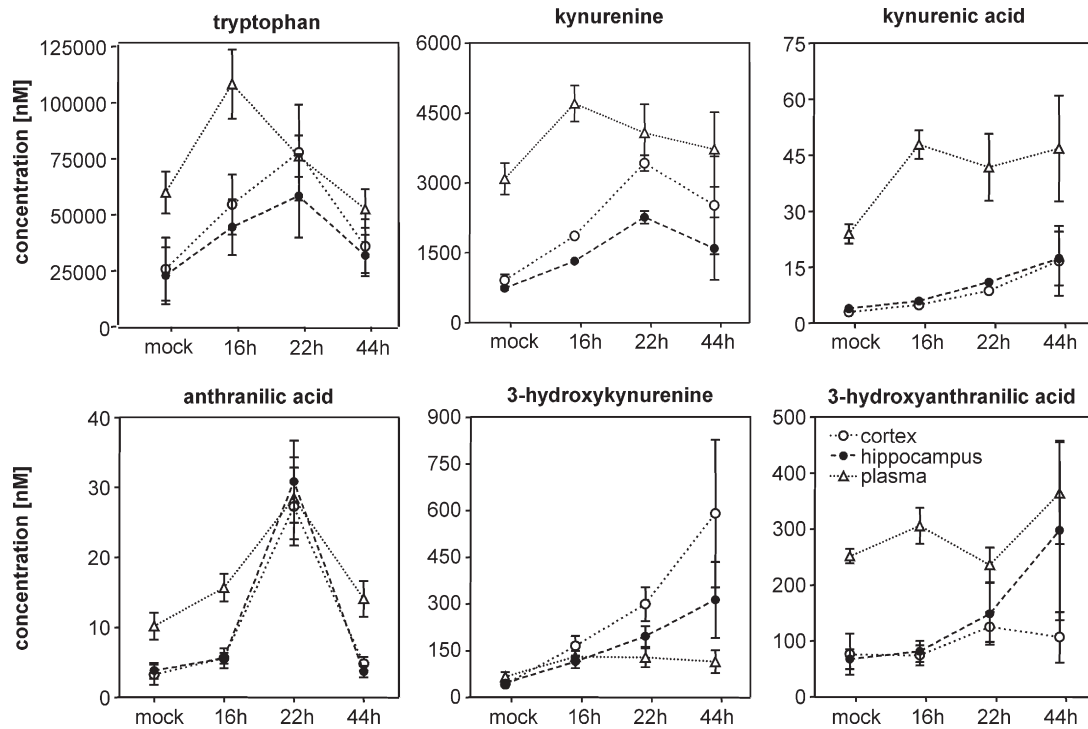 tryptophan
kynurenine
kynurenic acid
concentration [nM]
125000
100000
75000
50000
25000
0
mock 16h 22h 44h
6000
4500
3000
1500
0
mock 16h 22h 44h
75
60
45
30
15
0
mock 16h 22h 44h
anthranilic acid
3-hydroxykynurenine
3-hydroxyanthranilic acid
concentration [nM]
40
30
20
10
0
mock 16h 22h 44h
900
750
600
450
300
150
0
mock 16h 22h 44h
500
400
300
200
100
0
cortex
hippocampus
plasma
mock 16h 22h 44h